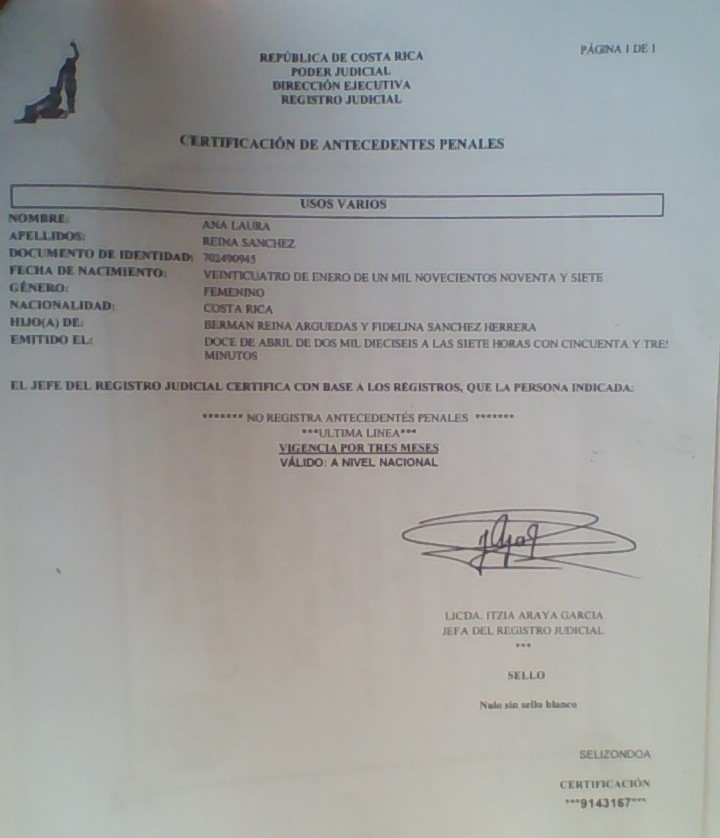 PÁGINA 1 DE 1
REPÚBLICA DE COSTA RICA
PODER JUDICIAL
DIRECCIÓN EJECUTIVA
REGISTRO JUDICIAL
CERTIFICACIÓN DE ANTECEDENTES PENALES
USOS VARIOS
NOMBRE: ANA LAURA
APELLIDOS: REINA SANCHEZ
DOCUMENTO DE IDENTIDAD: 702490945
FECHA DE NACIMIENTO: VEINTICUATRO DE ENERO DE UN MIL NOVECIENTOS NOVENTA Y SIETE
GÉNERO: FEMENINO
NACIONALIDAD: COSTA RICA
HIJO(A) DE: BERMAN REINA ARGUEDAS Y FIDELINA SANCHEZ HERRERA
EMITIDO EL: DOCE DE ABRIL DE DOS MIL DIECISEIS A LAS SIETE HORAS CON CINCUENTA Y TRES
MINUTOS
EL JEFE DEL REGISTRO JUDICIAL CERTIFICA CON BASE A LOS REGISTROS, QUE LA PERSONA INDICADA:
******* NO REGISTRA ANTECEDENTES PENALES *******
***ULTIMA LINEA***
VIGENCIA POR TRES MESES
VÁLIDO: A NIVEL NACIONAL
LICDA. ITZIA ARAYA GARCIA
JEFA DEL REGISTRO JUDICIAL
***
SELLO
Nulo sin sello blanco
SELIZONDOA
CERTIFICACIÓN
***9143167***